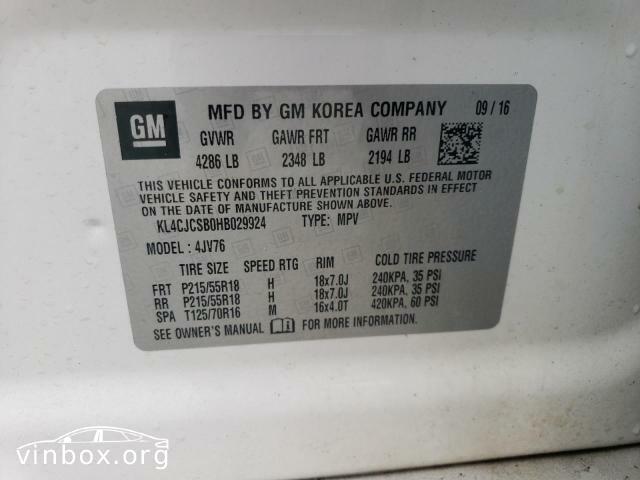 GM
MFD BY GM KOREA COMPANY 09 / 16
GVWR GAWR FRT GAWR RR
4286 LB 2348 LB 2194 LB
THIS VEHICLE CONFORMS TO ALL APPLICABLE U.S. FEDERAL MOTOR
VEHICLE SAFETY AND THEFT PREVENTION STANDARDS IN EFFECT
ON THE DATE OF MANUFACTURE SHOWN ABOVE.
KL4CJCSB0HB029924 TYPE: MPV
MODEL : 4JV76
TIRE SIZE SPEED RTG RIM COLD TIRE PRESSURE
FRT P215/55R18 H 18x7.0J 240KPA, 35 PSI
RR P215/55R18 H 18x7.0J 240KPA, 35 PSI
SPA T125/70R16 M 16x4.0T 420KPA, 60 PSI
SEE OWNER'S MANUAL FOR MORE INFORMATION.
vinbox.org